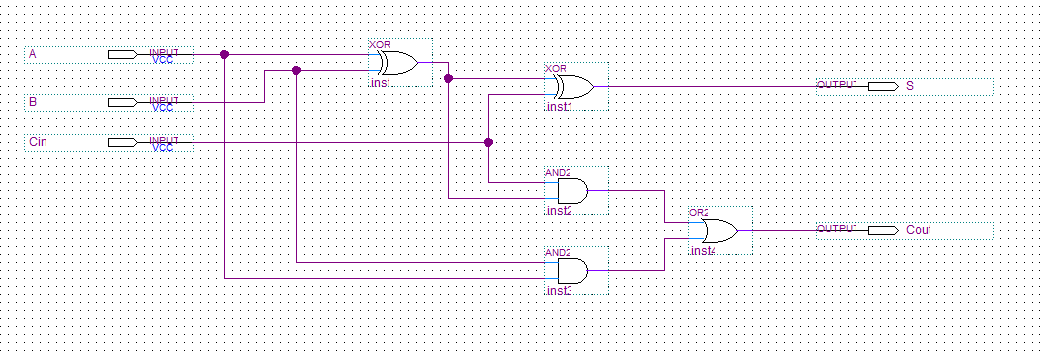 A
INPUT
VCC
B
INPUT
VCC
Cin
INPUT
VCC
XOR
inst
XOR
inst1
OUTPUT
S
AND2
inst2
AND2
inst3
OR2
inst4
OUTPUT
Cout